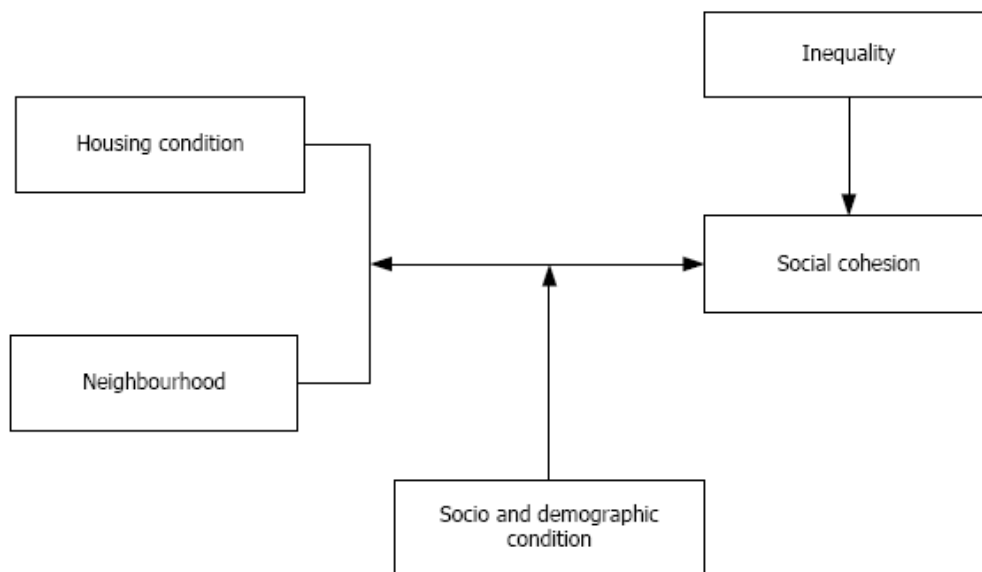 Inequality
Housing condition
Social cohesion
Neighbourhood
Socio and demographic
condition